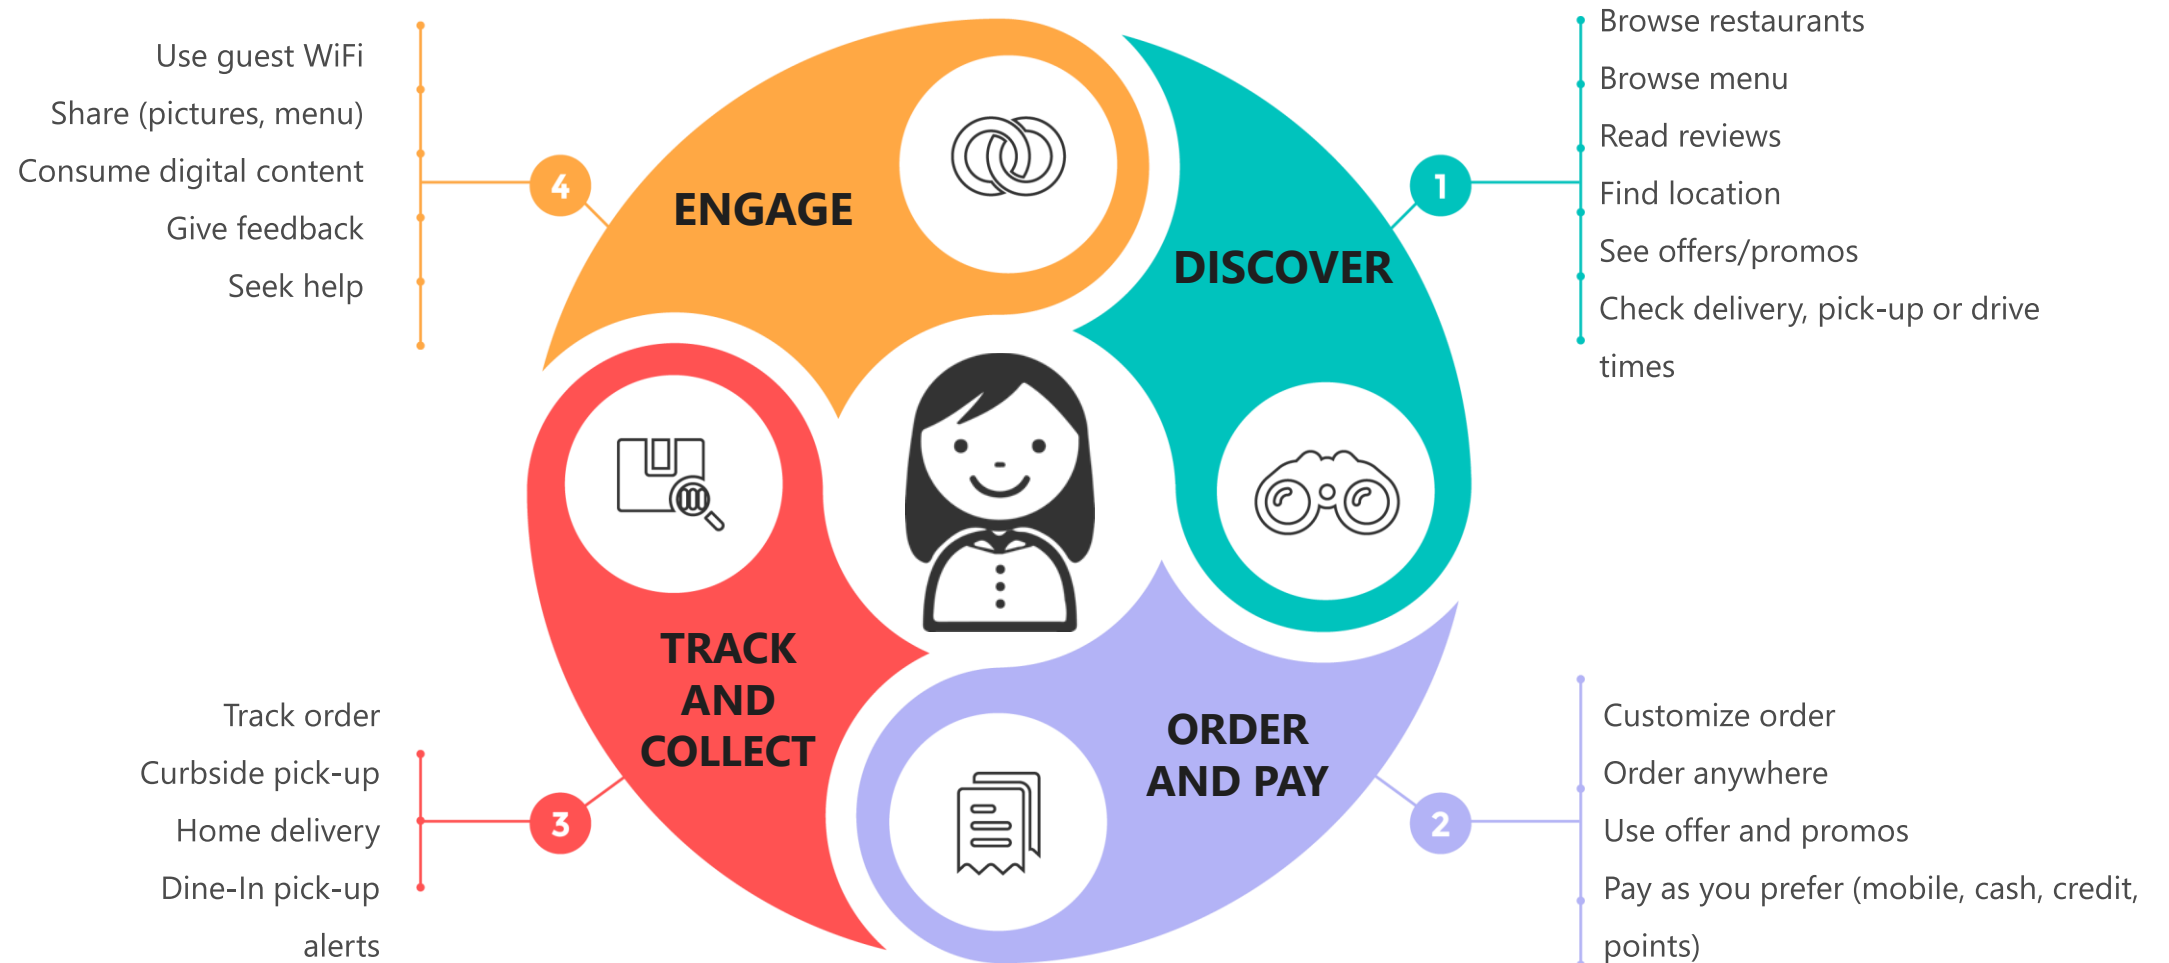 Use guest WiFi
Share (pictures, menu)
Consume digital content
Give feedback
Seek help
4
ENGAGE
Browse restaurants
Browse menu
Read reviews
Find location
See offers/promos
Check delivery, pick-up or drive
times
1
DISCOVER
Track order
Curbside pick-up
Home delivery
Dine-In pick-up
alerts
3
TRACK
AND
COLLECT
ORDER
AND PAY
2
Customize order
Order anywhere
Use offer and promos
Pay as you prefer (mobile, cash, credit,
points)